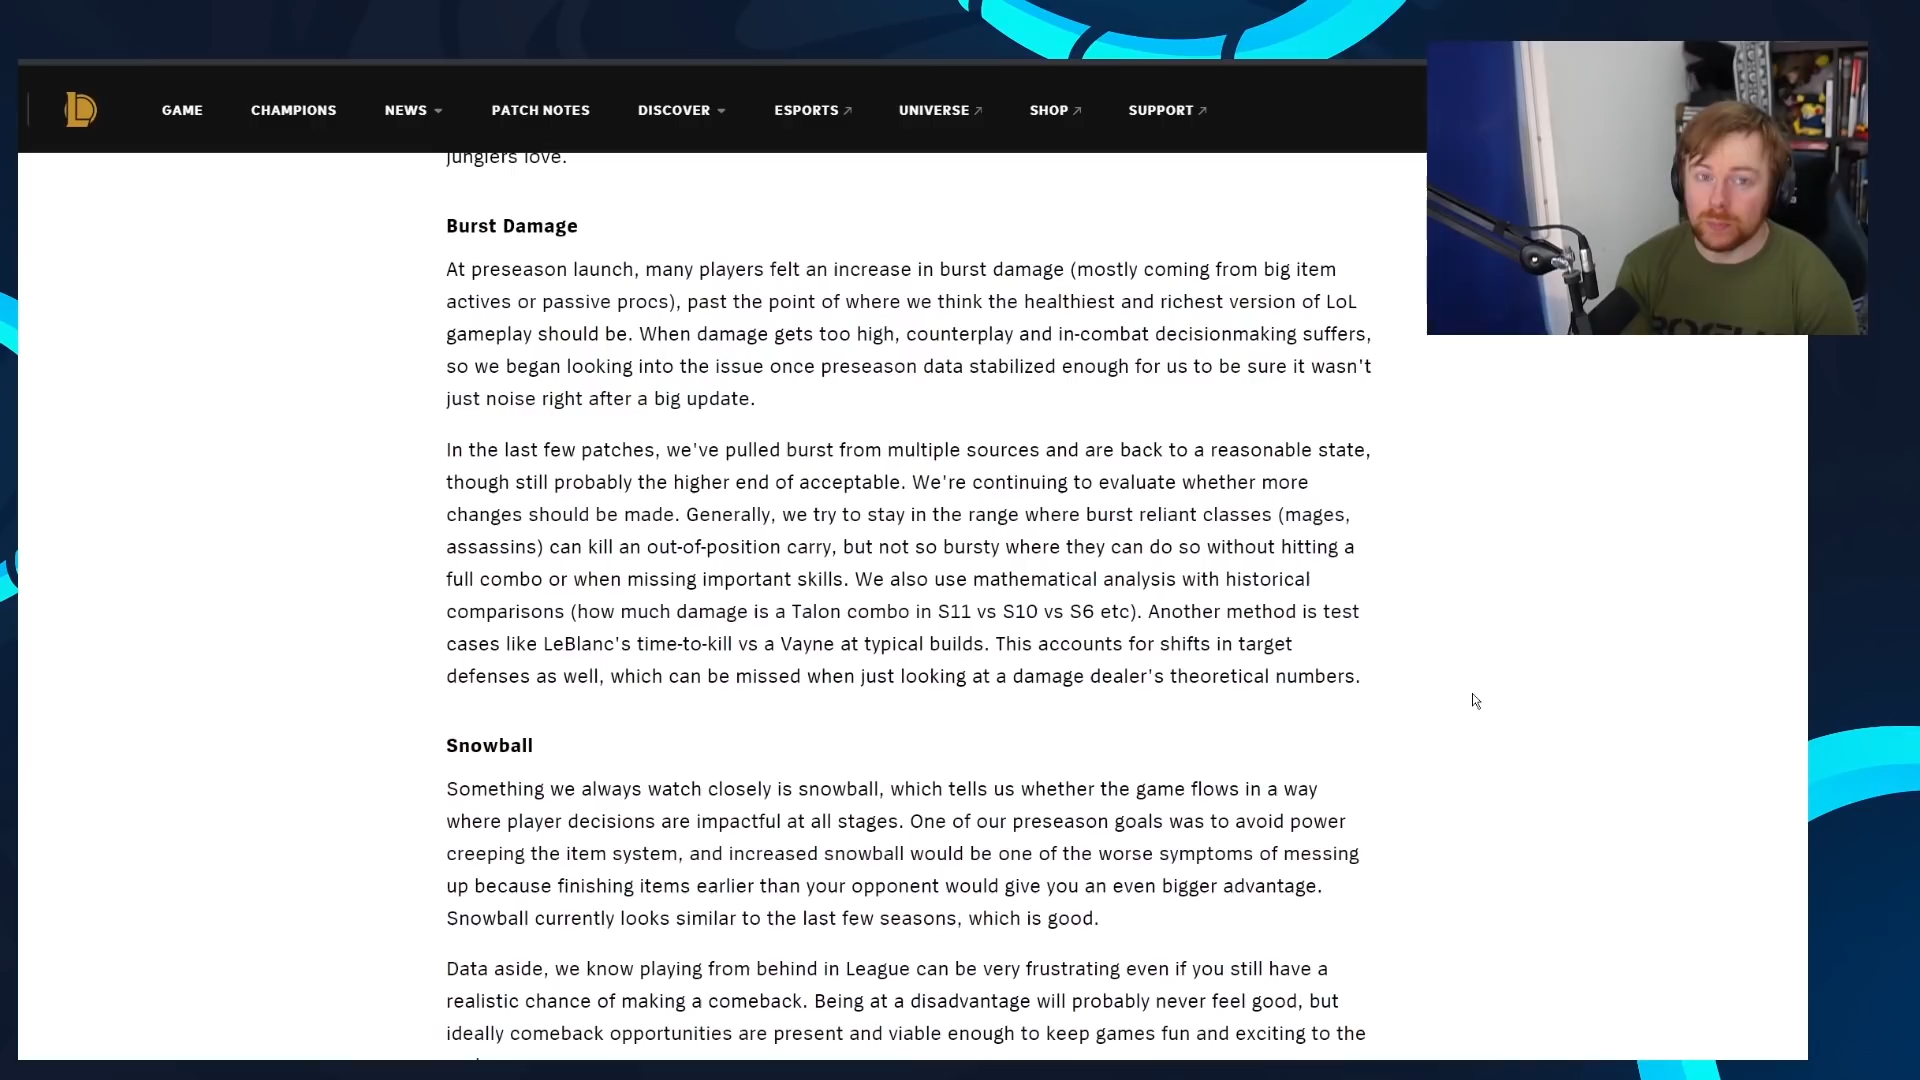 GAME CHAMPIONS NEWS PATCH NOTES DISCOVER ESPORTS UNIVERSE SHOP SUPPORT
junglers love.
Burst Damage
At preseason launch, many players felt an increase in burst damage (mostly coming from big item
actives or passive procs), past the point of where we think the healthiest and richest version of LoL
gameplay should be. When damage gets too high, counterplay and in-combat decisionmaking suffers,
so we began looking into the issue once preseason data stabilized enough for us to be sure it wasn't
just noise right after a big update.
In the last few patches, we've pulled burst from multiple sources and are back to a reasonable state,
though still probably the higher end of acceptable. We're continuing to evaluate whether more
changes should be made. Generally, we try to stay in the range where burst reliant classes (mages,
assassins) can kill an out-of-position carry, but not so bursty where they can do so without hitting a
full combo or when missing important skills. We also use mathematical analysis with historical
comparisons (how much damage is a Talon combo in S11 vs S10 vs S6 etc). Another method is test
cases like LeBlanc's time-to-kill vs a Vayne at typical builds. This accounts for shifts in target
defenses as well, which can be missed when just looking at a damage dealer's theoretical numbers.
Snowball
Something we always watch closely is snowball, which tells us whether the game flows in a way
where player decisions are impactful at all stages. One of our preseason goals was to avoid power
creeping the item system, and increased snowball would be one of the worse symptoms of messing
up because finishing items earlier than your opponent would give you an even bigger advantage.
Snowball currently looks similar to the last few seasons, which is good.
Data aside, we know playing from behind in League can be very frustrating even if you still have a
realistic chance of making a comeback. Being at a disadvantage will probably never feel good, but
ideally comeback opportunities are present and viable enough to keep games fun and exciting to the